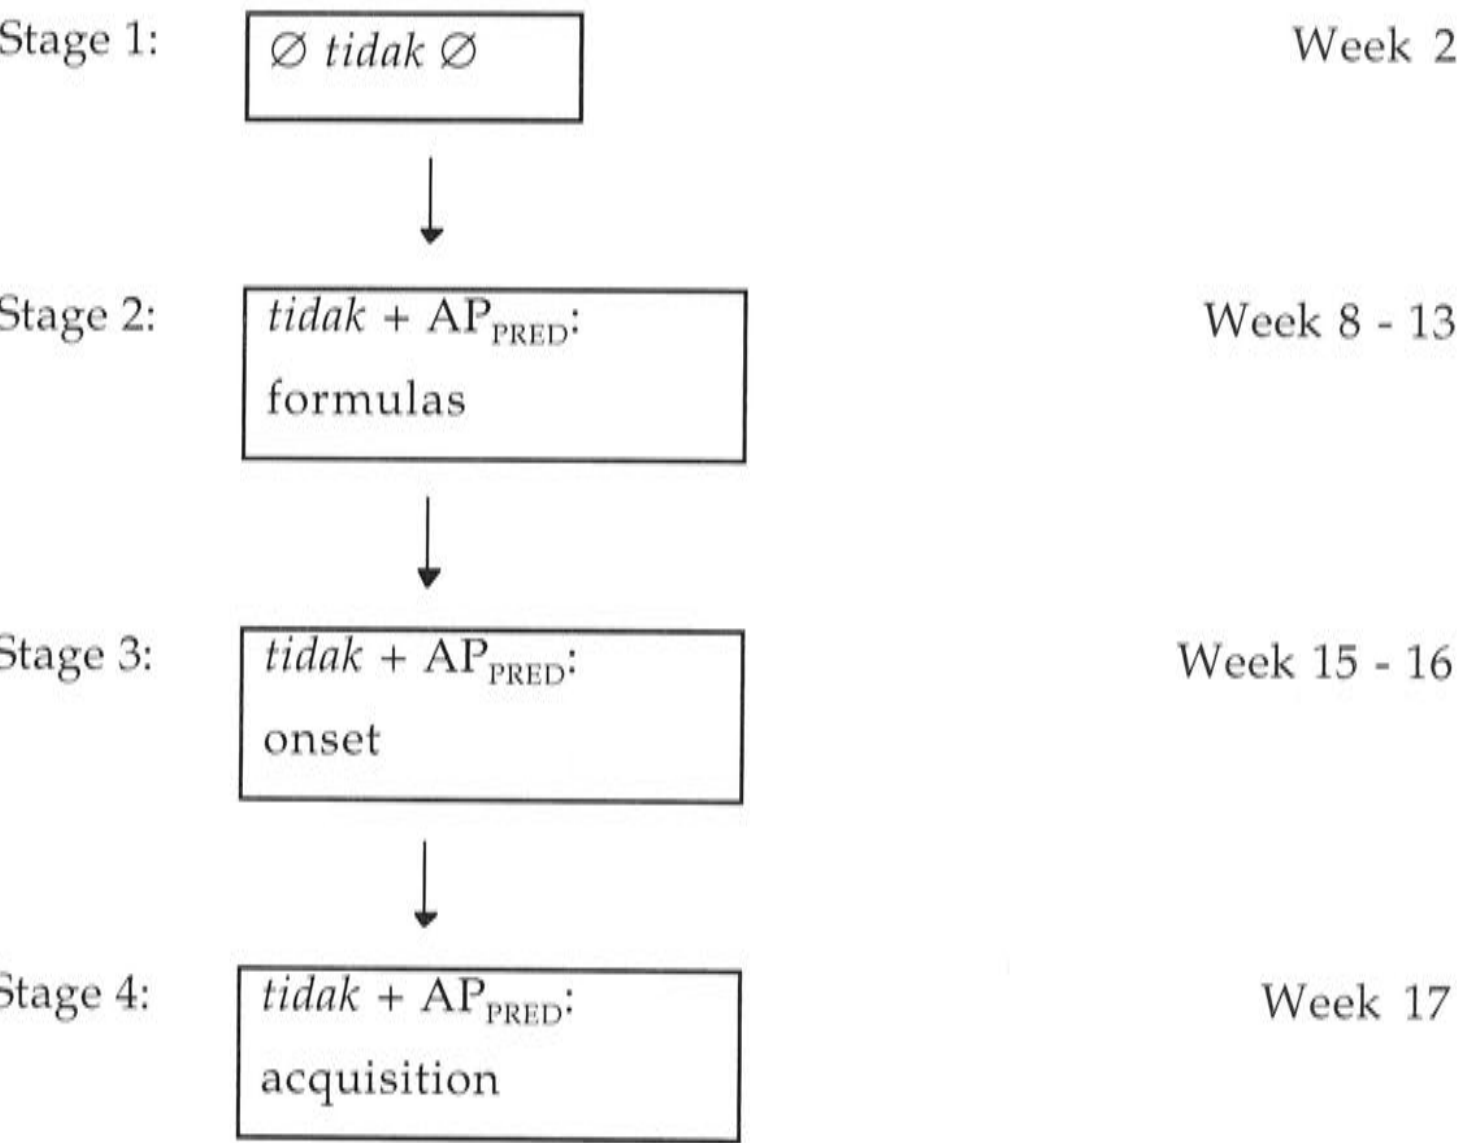 Stage 1: ∅ tidak ∅ Week 2
Stage 2: tidak + AP_PRED: Week 8 - 13
formulas
Stage 3: tidak + AP_PRED: Week 15 - 16
onset
Stage 4: tidak + AP_PRED: Week 17
acquisition